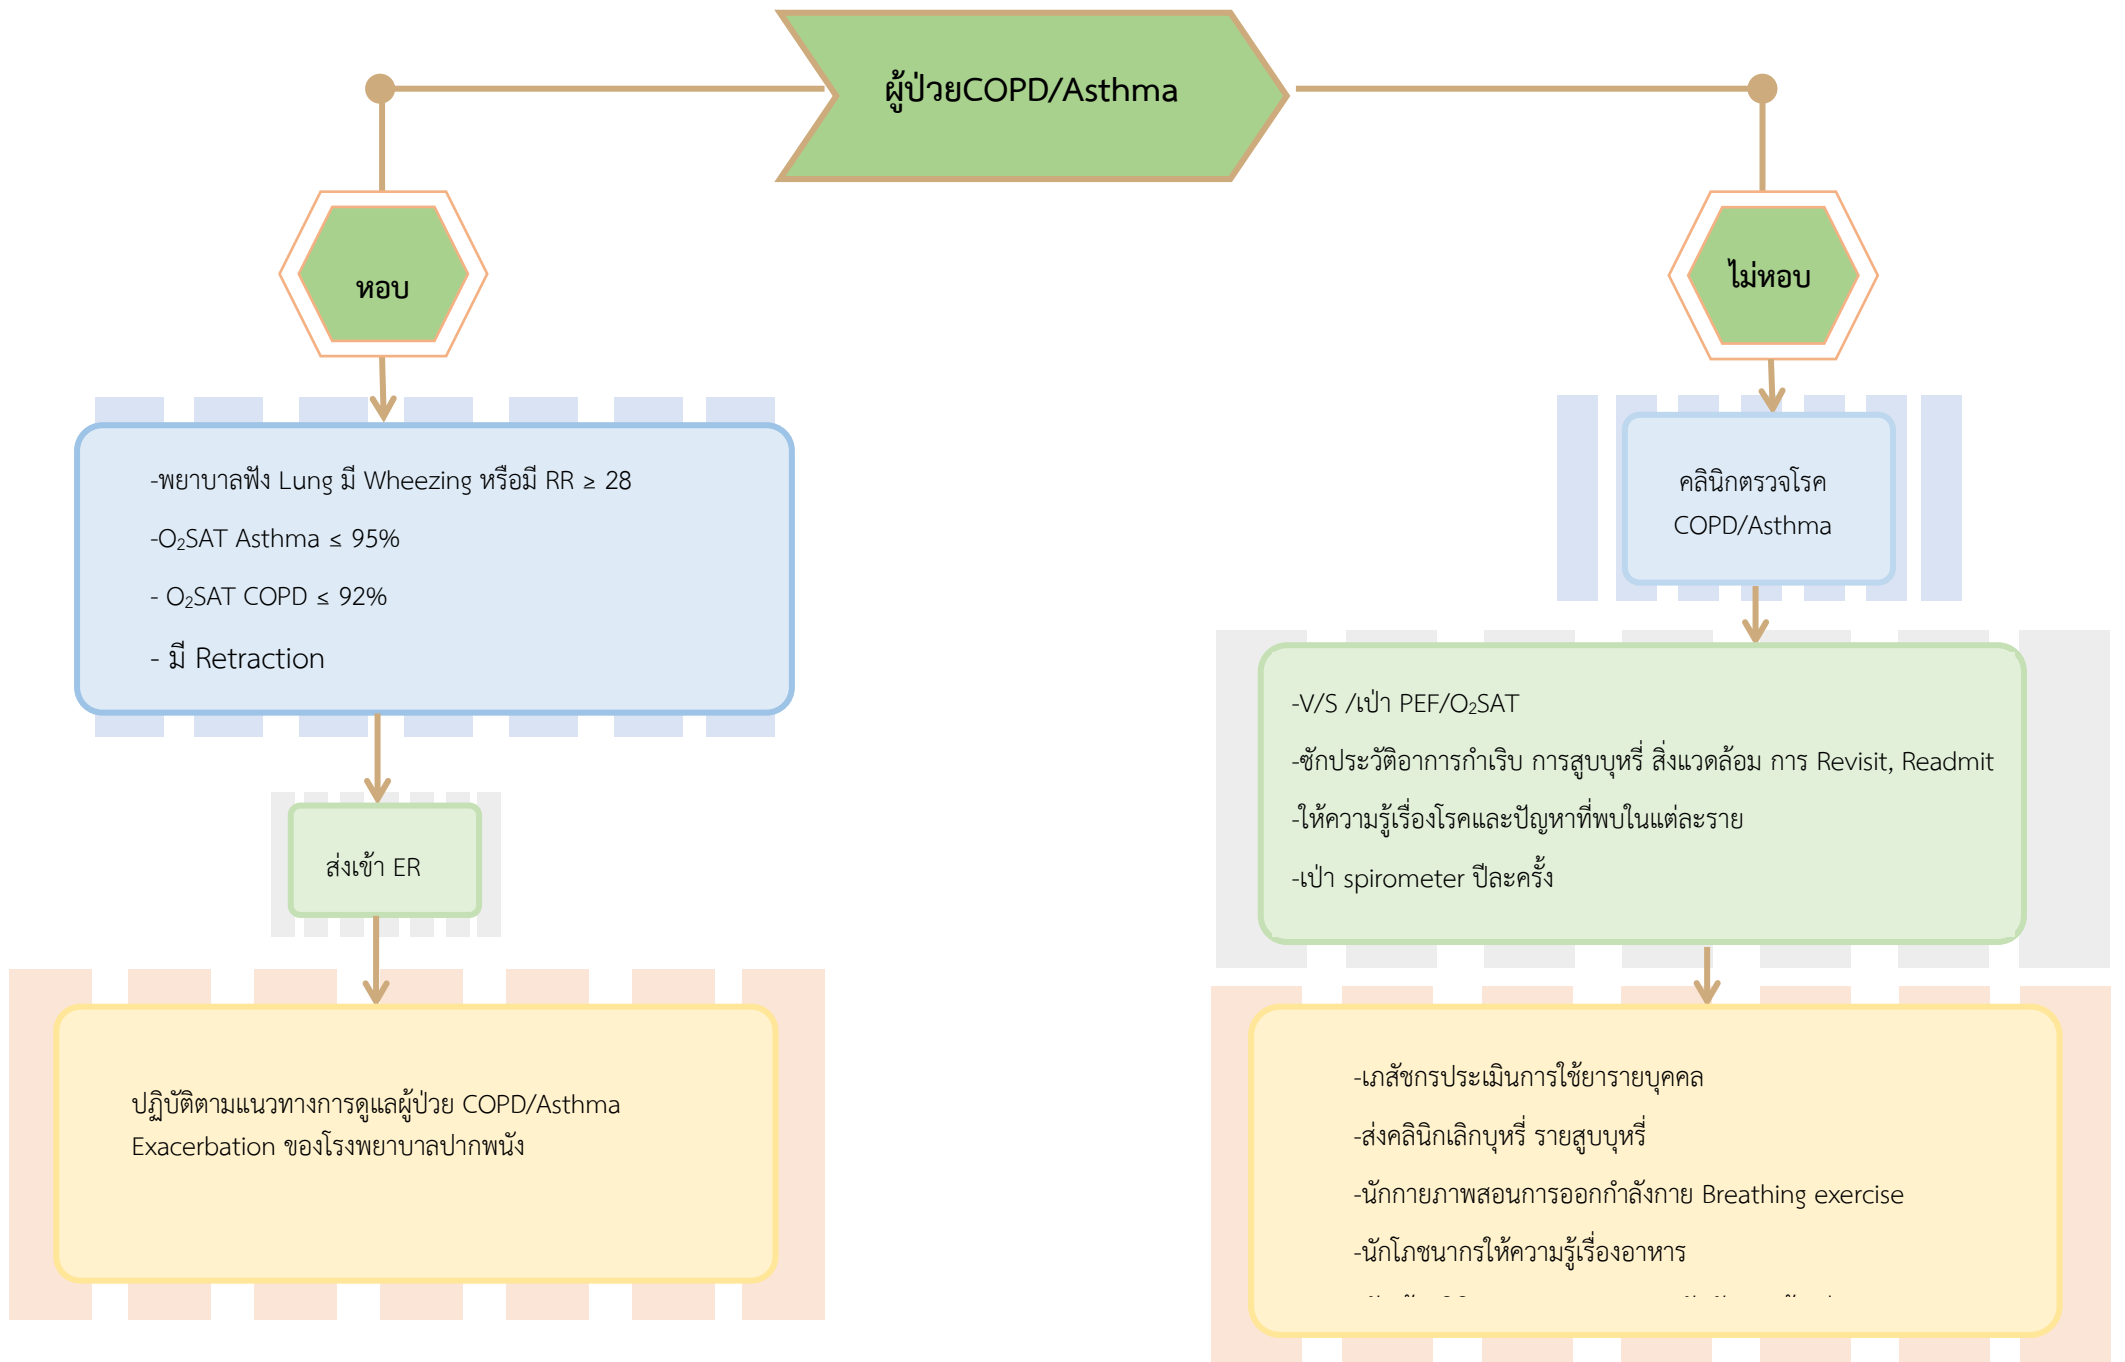 ผู้ป่วยCOPD/Asthma
หอบ
ไม่หอบ
-พยาบาลฟัง Lung มี Wheezing หรือมี RR ≥ 28
-O₂SAT Asthma ≤ 95%
- O₂SAT COPD ≤ 92%
- มี Retraction
ส่งเข้า ER
ปฏิบัติตามแนวทางการดูแลผู้ป่วย COPD/Asthma
Exacerbation ของโรงพยาบาลปากพนัง
คลินิกตรวจโรค
COPD/Asthma
-V/S /เป่า PEF/O₂SAT
-ซักประวัติอาการกำเริบ การสูบบุหรี่ สิ่งแวดล้อม การ Revisit, Readmit
-ให้ความรู้เรื่องโรคและปัญหาที่พบในแต่ละราย
-เป่า spirometer ปีละครั้ง
-เภสัชกรประเมินการใช้ยารายบุคคล
-ส่งคลินิกเลิกบุหรี่ รายสูบบุหรี่
-นักกายภาพสอนการออกกำลังกาย Breathing exercise
-นักโภชนากรให้ความรู้เรื่องอาหาร